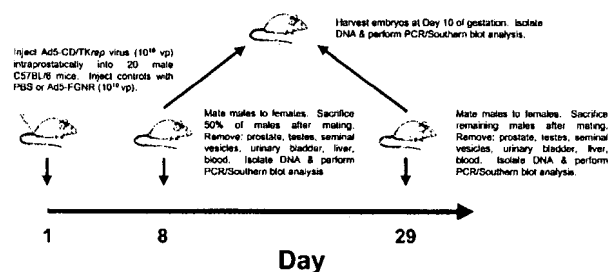 Harvest embryos at Day 10 of gestation. Isolate
DNA & perform PCR/Southern blot analysis.
Inject Ad5-CD/TKrep virus (10¹⁰ vp)
intraprostatically into 20 male
C57BL/6 mice. Inject controls with
PBS or Ad5-FGNR (10¹⁰ vp).
Mate males to females. Sacrifice
50% of males after mating.
Remove: prostate, testes, seminal
vesicles, urinary bladder, liver,
blood. Isolate DNA & perform
PCR/Southern blot analysis
Mate males to females. Sacrifice
remaining males after mating.
Remove: prostate, testes, seminal
vesicles, urinary bladder, liver,
blood. Isolate DNA & perform
PCR/Southern blot analysis.
1
8
29
Day